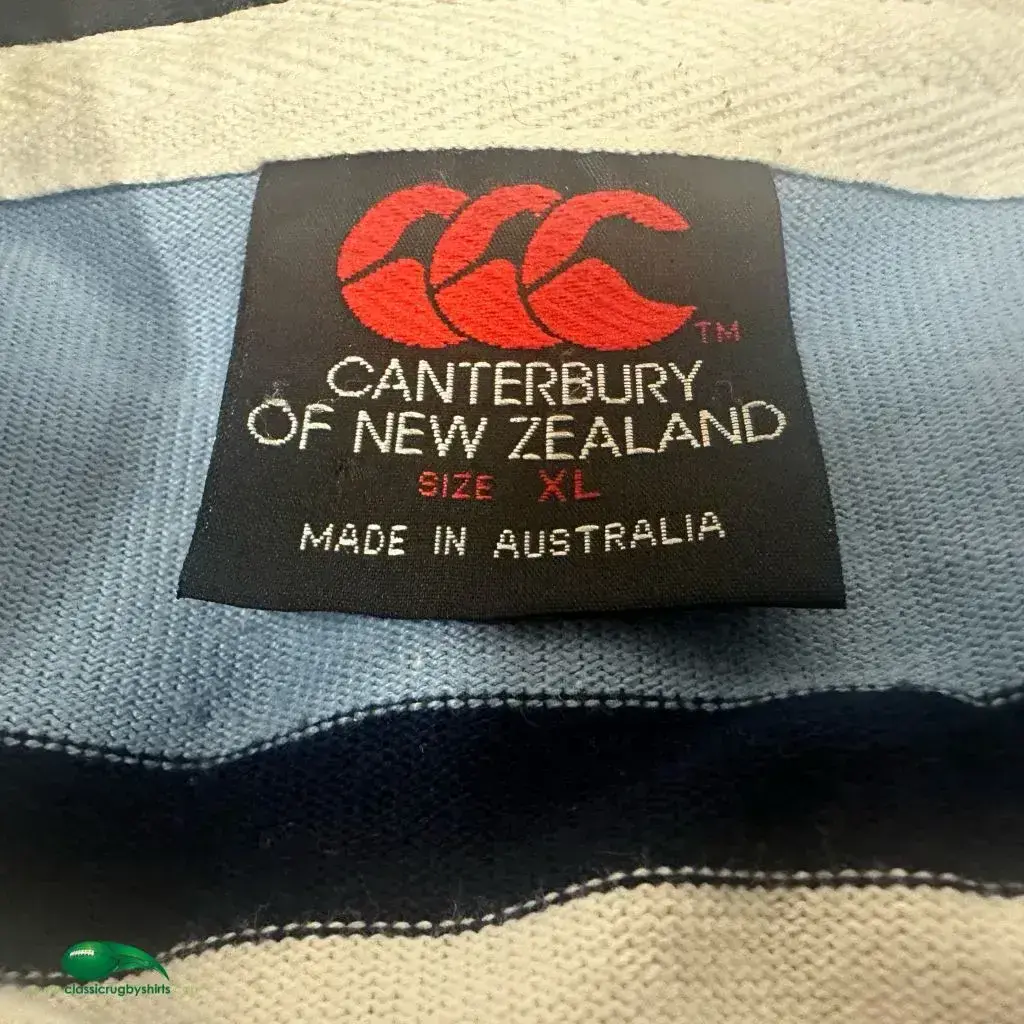 TM
CANTERBURY
OF NEW ZEALAND
SIZE XL
MADE IN AUSTRALIA
classicrugbyshirts